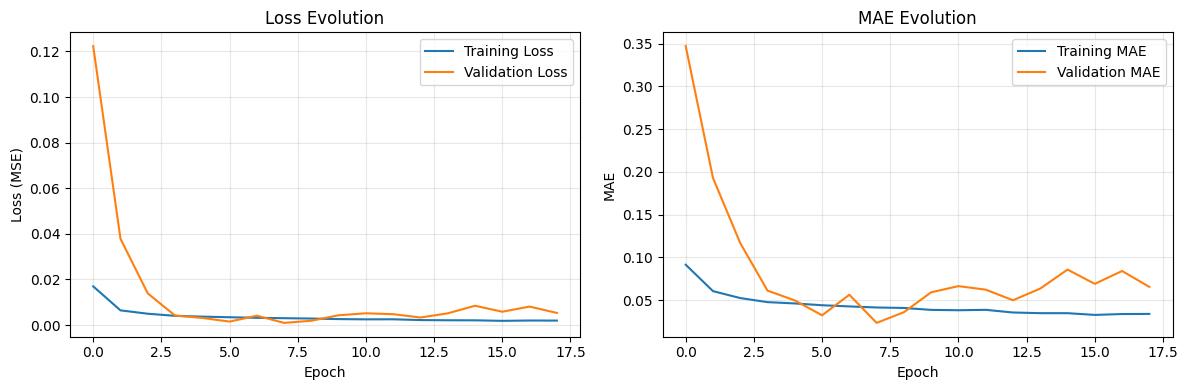 Loss Evolution
Loss (MSE)
0.12
0.10
0.08
0.06
0.04
0.02
0.00
0.0 2.5 5.0 7.5 10.0 12.5 15.0 17.5
Epoch
Training Loss
Validation Loss
MAE Evolution
MAE
0.35
0.30
0.25
0.20
0.15
0.10
0.05
0.0 2.5 5.0 7.5 10.0 12.5 15.0 17.5
Epoch
Training MAE
Validation MAE